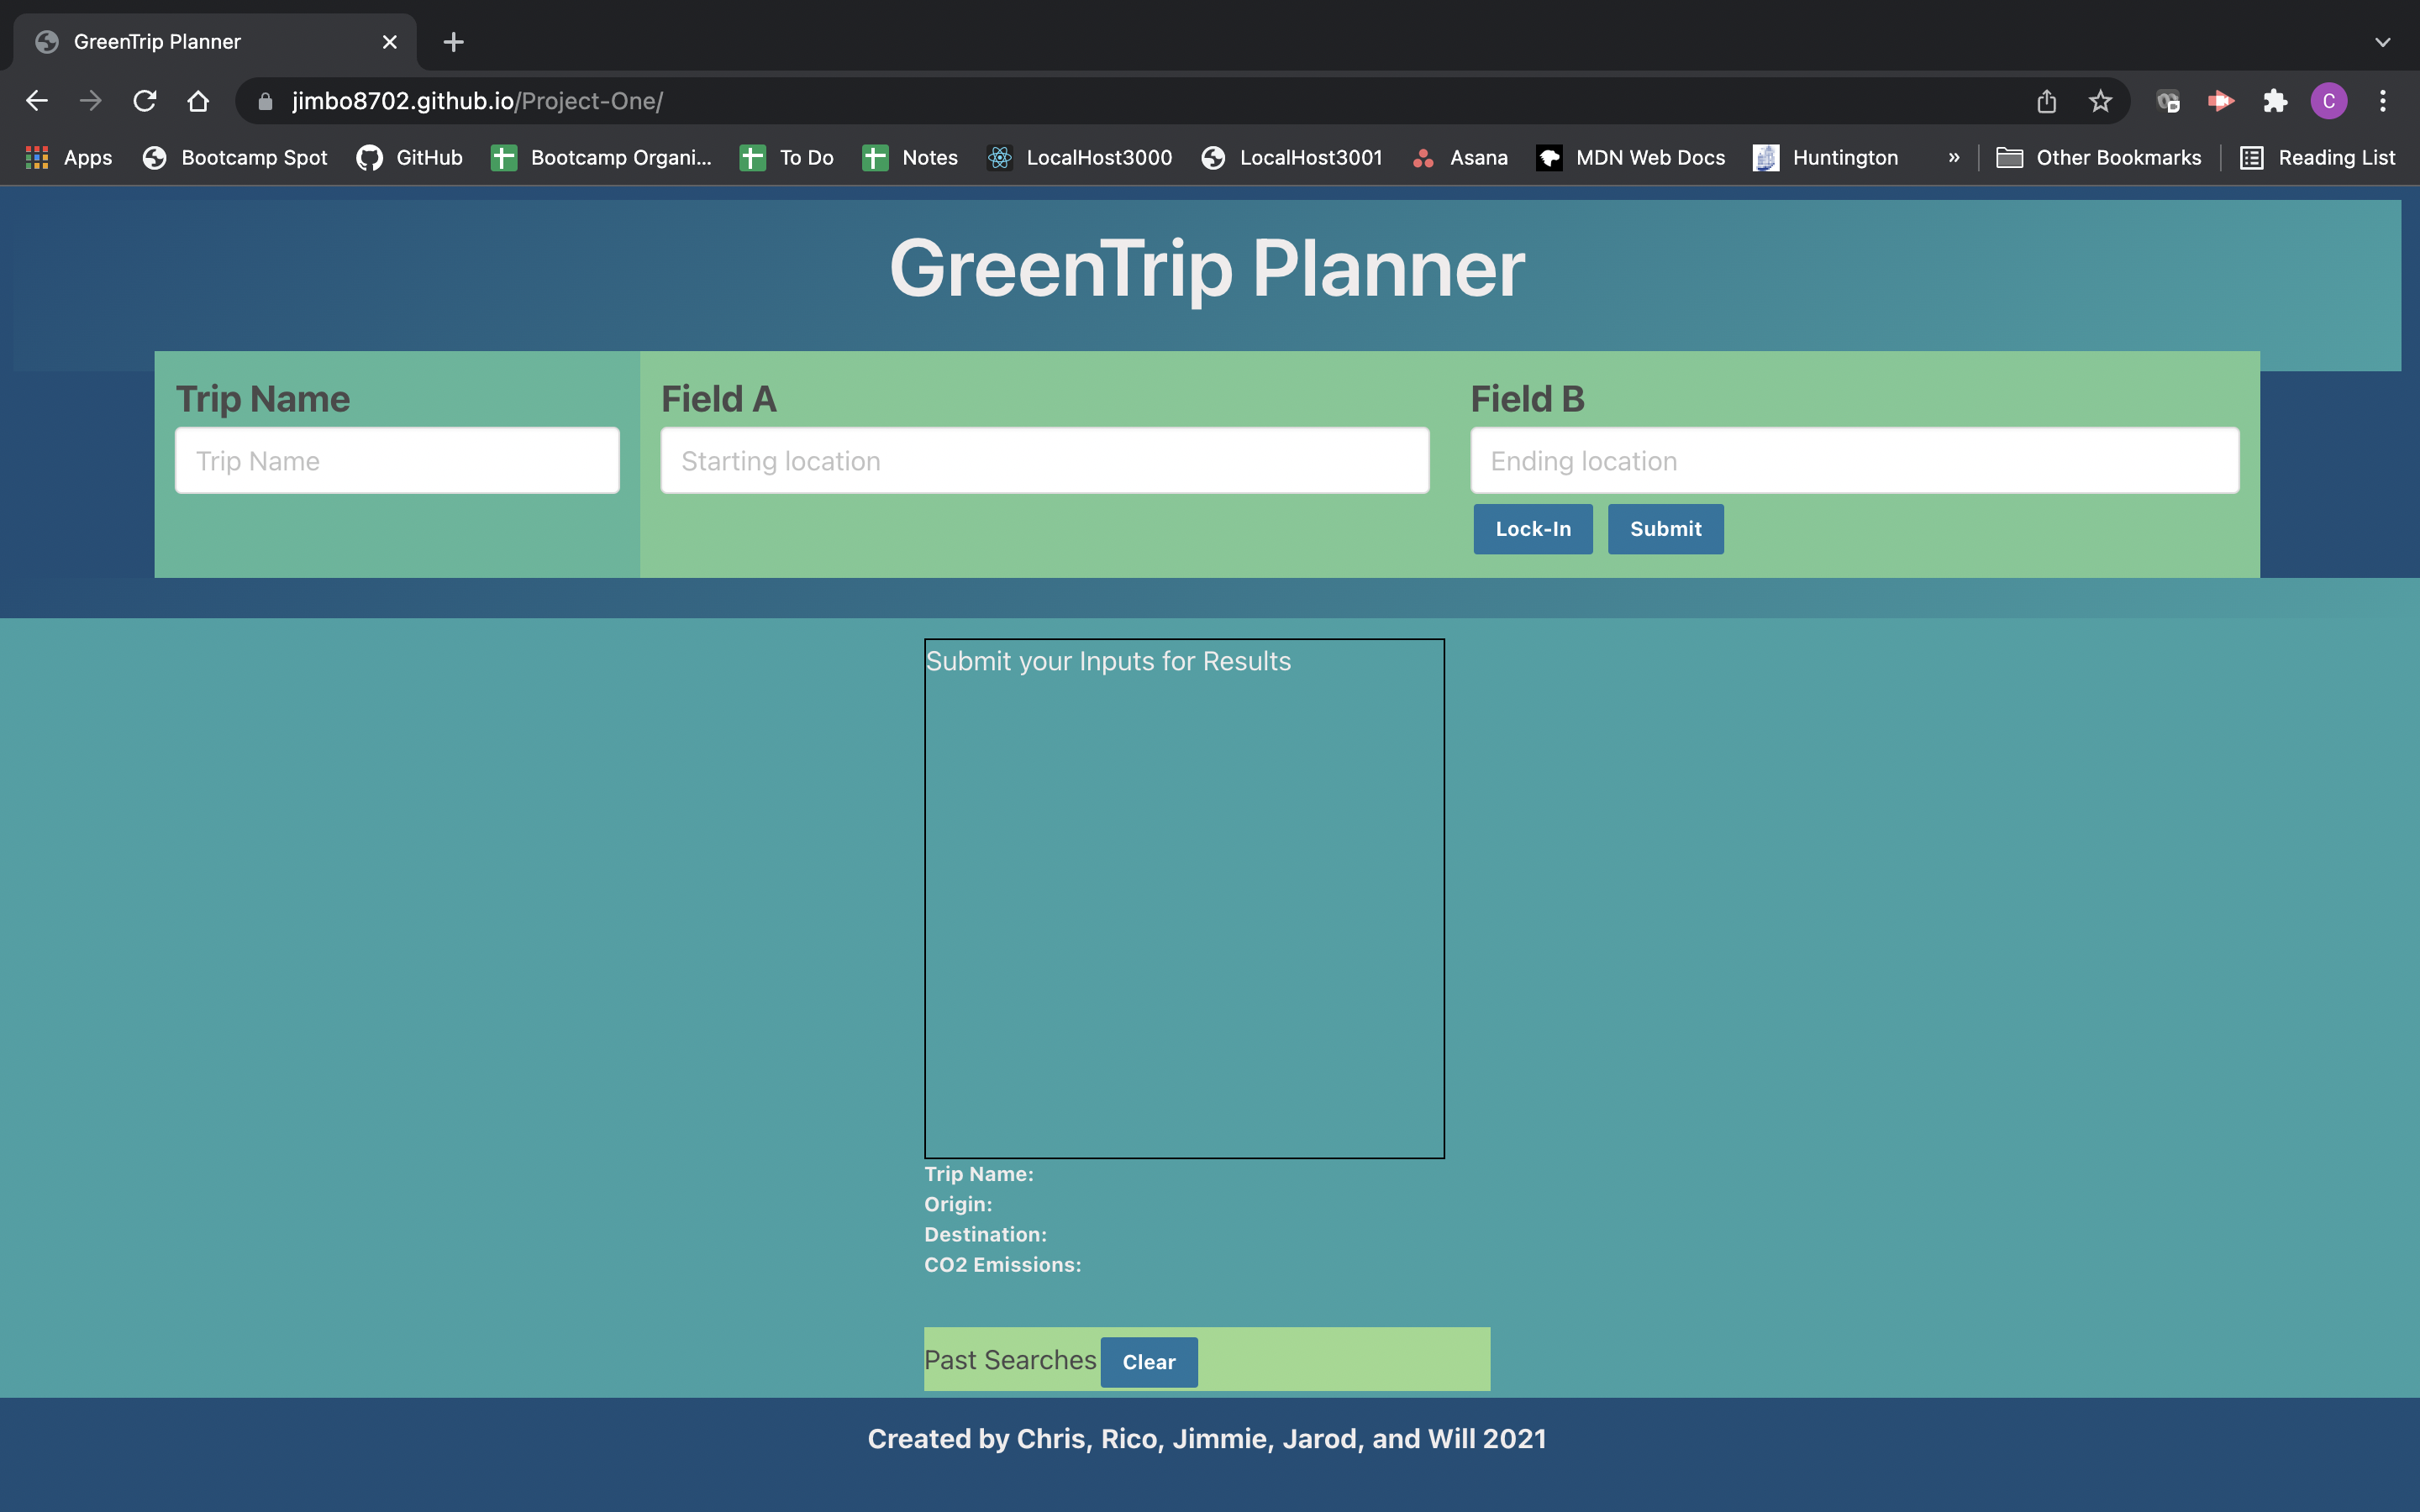 GreenTrip Planner
jimbo8702.github.io/Project-One/
C
Apps Bootcamp Spot GitHub Bootcamp Organi... To Do Notes LocalHost3000 LocalHost3001 Asana MDN Web Docs Huntington » Other Bookmarks Reading List
GreenTrip Planner
Trip Name Field A Field B
Trip Name Starting location Ending location
Lock-In Submit
Submit your Inputs for Results
Trip Name:
Origin:
Destination:
CO2 Emissions:
Past Searches Clear
Created by Chris, Rico, Jimmie, Jarod, and Will 2021